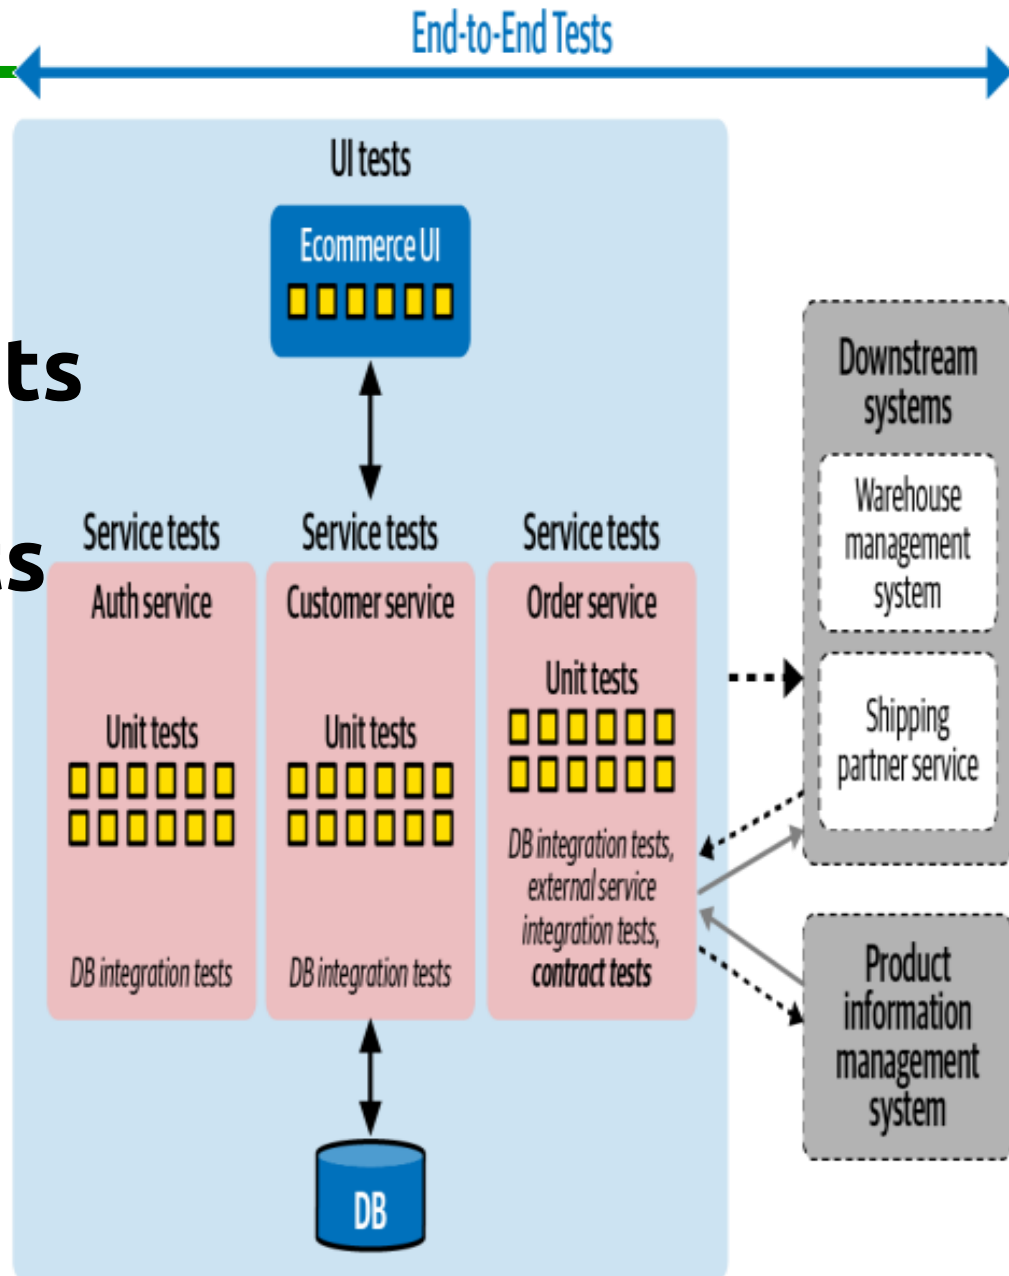 End-to-End Tests
UI tests
Ecommerce UI
ts
Service tests
Service tests
Service tests
s
Auth service
Unit tests
DB integration tests
Customer service
Unit tests
DB integration tests
Order service
Unit tests
DB integration tests,
external service
integration tests,
contract tests
DB
Downstream
systems
Warehouse
management
system
Shipping
partner service
Product
information
management
system